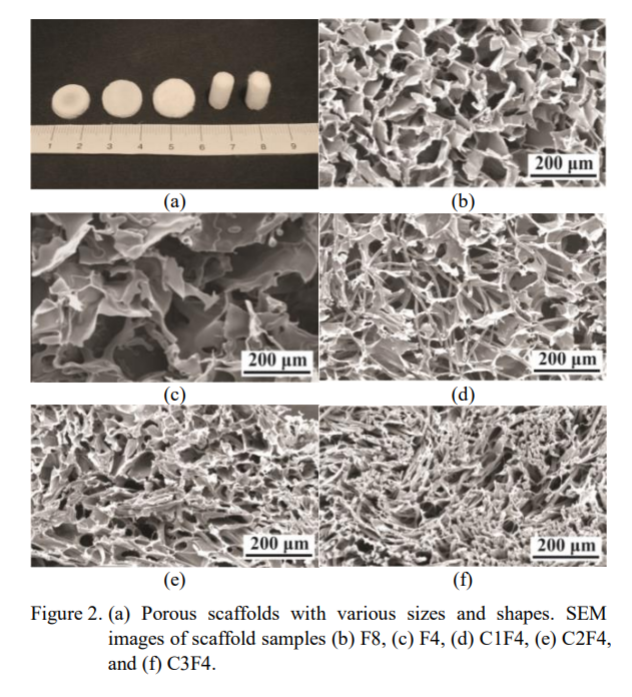 1 2 3 4 5 6 7 8 9
200 µm
(a) (b)
200 µm
200 µm
(c) (d)
200 µm
200 µm
(e) (f)
Figure 2. (a) Porous scaffolds with various sizes and shapes. SEM
images of scaffold samples (b) F8, (c) F4, (d) C1F4, (e) C2F4,
and (f) C3F4.